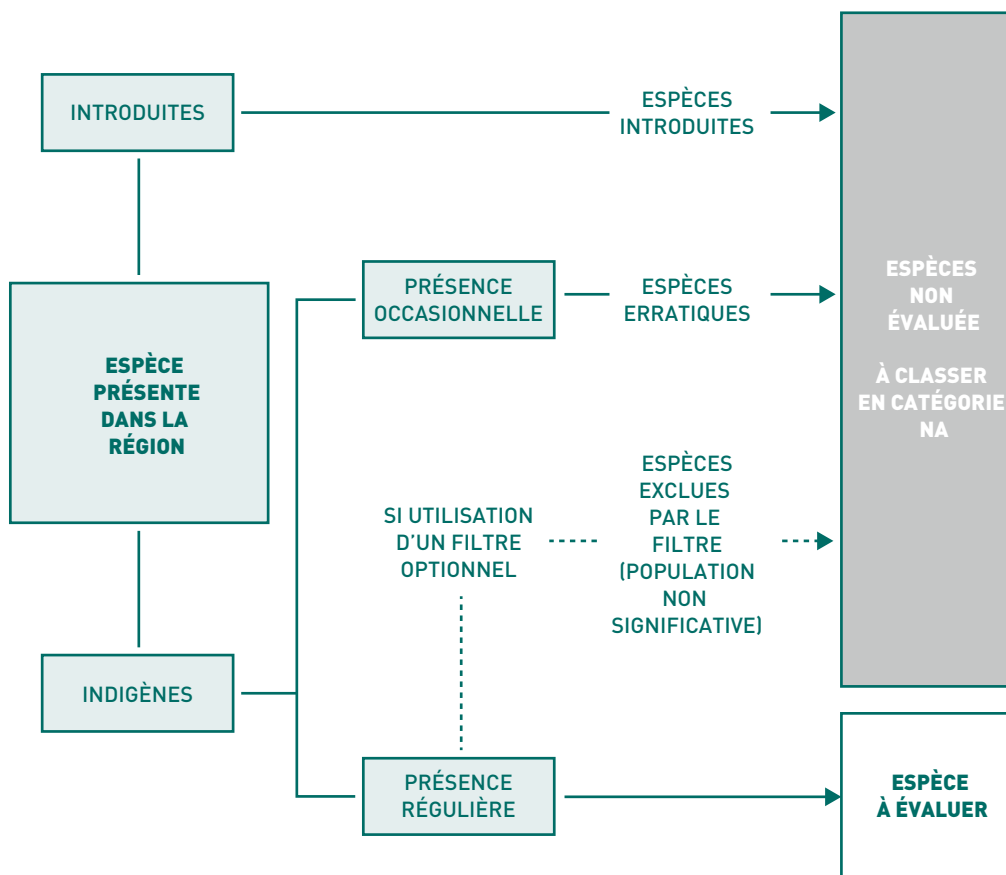 INTRODUITES
ESPÈCES
INTRODUITES
ESPÈCE
PRÉSENTE
DANS LA
RÉGION
PRÉSENCE
OCCASIONNELLE
ESPÈCES
ERRATIQUES
ESPÈCES
NON
ÉVALUÉE
À CLASSER
EN CATÉGORIE
NA
SI UTILISATION
D'UN FILTRE
OPTIONNEL
ESPÈCES
EXCLUES
PAR LE
FILTRE
(POPULATION
NON
SIGNIFICATIVE)
INDIGÈNES
PRÉSENCE
RÉGULIÈRE
ESPÈCE
À ÉVALUER